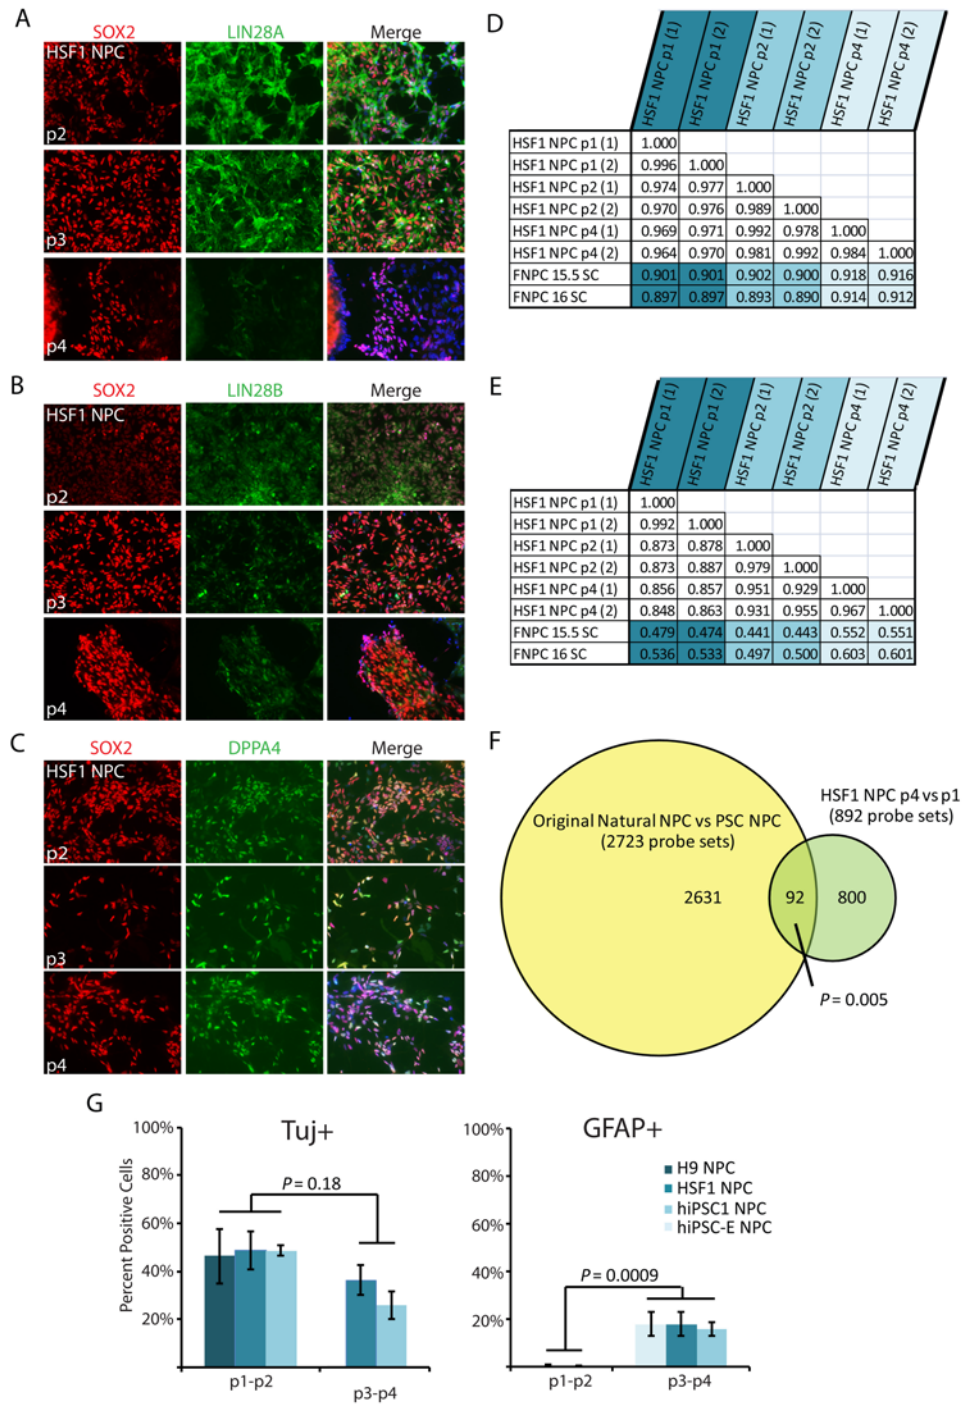 A
SOX2 LIN28A Merge
HSF1 NPC
p2
p3
p4
B
SOX2 LIN28B Merge
HSF1 NPC
p2
p3
p4
C
SOX2 DPPA4 Merge
HSF1 NPC
p2
p3
p4
D
HSF1 NPC p1 (1) HSF1 NPC p1 (2) HSF1 NPC p2 (1) HSF1 NPC p2 (2) HSF1 NPC p4 (1) HSF1 NPC p4 (2)
HSF1 NPC p1 (1) 1.000
HSF1 NPC p1 (2) 0.996 1.000
HSF1 NPC p2 (1) 0.974 0.977 1.000
HSF1 NPC p2 (2) 0.970 0.976 0.989 1.000
HSF1 NPC p4 (1) 0.969 0.971 0.992 0.978 1.000
HSF1 NPC p4 (2) 0.964 0.970 0.981 0.992 0.984 1.000
FNPC 15.5 SC 0.901 0.901 0.902 0.900 0.918 0.916
FNPC 16 SC 0.897 0.897 0.893 0.890 0.914 0.912
E
HSF1 NPC p1 (1) HSF1 NPC p1 (2) HSF1 NPC p2 (1) HSF1 NPC p2 (2) HSF1 NPC p4 (1) HSF1 NPC p4 (2)
HSF1 NPC p1 (1) 1.000
HSF1 NPC p1 (2) 0.992 1.000
HSF1 NPC p2 (1) 0.873 0.878 1.000
HSF1 NPC p2 (2) 0.873 0.887 0.979 1.000
HSF1 NPC p4 (1) 0.856 0.857 0.951 0.929 1.000
HSF1 NPC p4 (2) 0.848 0.863 0.931 0.955 0.967 1.000
FNPC 15.5 SC 0.479 0.474 0.441 0.443 0.552 0.551
FNPC 16 SC 0.536 0.533 0.497 0.500 0.603 0.601
F
Original Natural NPC vs PSC NPC
(2723 probe sets)
HSF1 NPC p4 vs p1
(892 probe sets)
2631 92 800
P = 0.005
G
Tuj+
Percent Positive Cells
100%
80%
60%
40%
20%
P = 0.18
p1-p2 p3-p4
GFAP+
100%
80%
60%
40%
20%
H9 NPC
HSF1 NPC
hiPSC1 NPC
hiPSC-E NPC
P = 0.0009
p1-p2 p3-p4